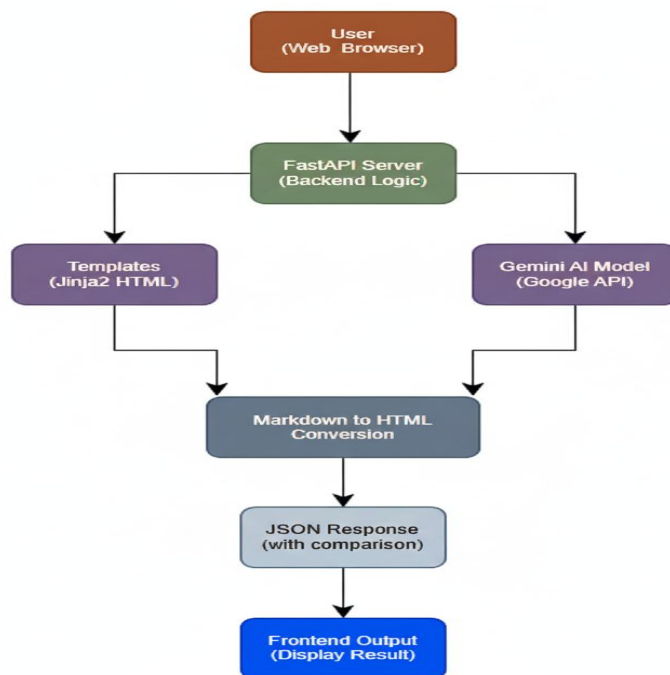 User
(Web Browser)
FastAPI Server
(Backend Logic)
Templates
(Jinja2 HTML)
Gemini AI Model
(Google API)
Markdown to HTML
Conversion
JSON Response
(with comparison)
Frontend Output
(Display Result)